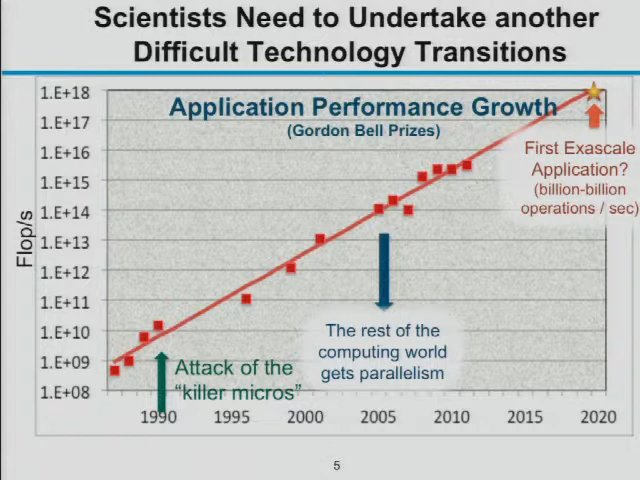 Scientists Need to Undertake another
Difficult Technology Transitions
Application Performance Growth
(Gordon Bell Prizes)
Flop/s
1.E+18
1.E+17
1.E+16
1.E+15
1.E+14
1.E+13
1.E+12
1.E+11
1.E+10
1.E+09
1.E+08
First Exascale
Application?
(billion-billion
operations / sec)
The rest of the
computing world
gets parallelism
Attack of the
"killer micros"
1990 1995 2000 2005 2010 2015 2020
5